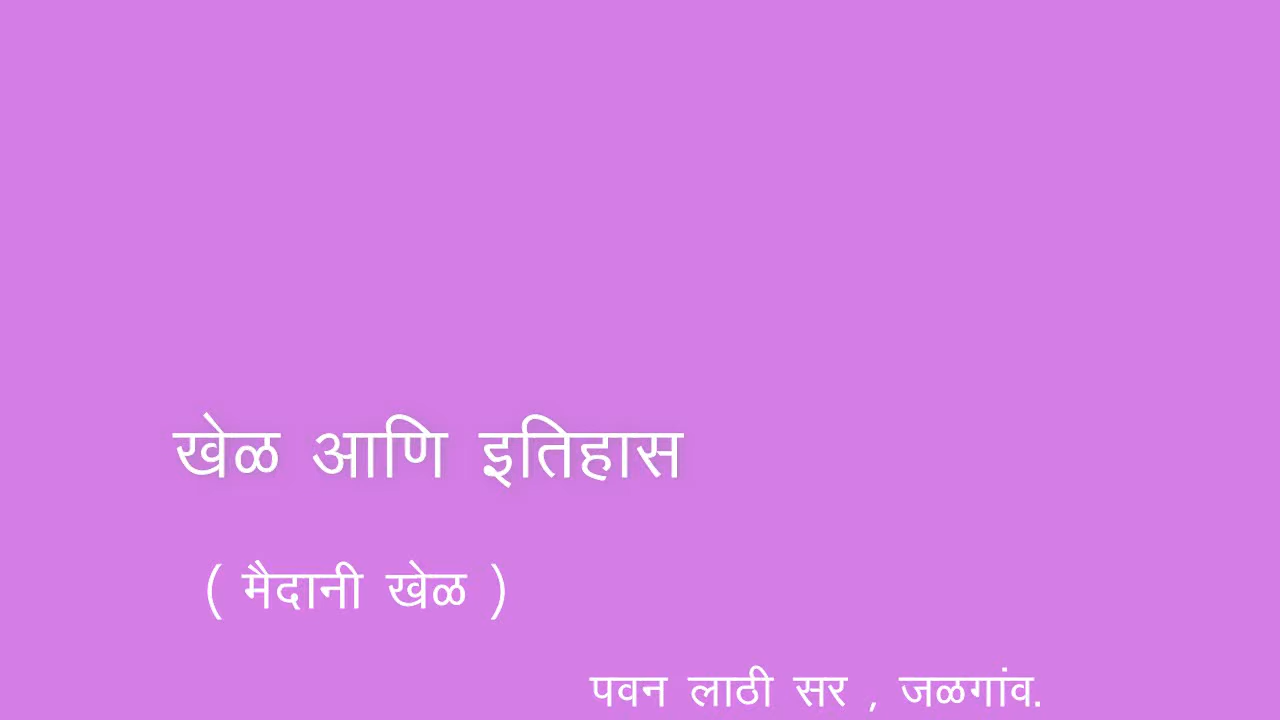 खेळ आणि इतिहास
( मैदानी खेळ )
पवन लाठी सर , जळगांव.